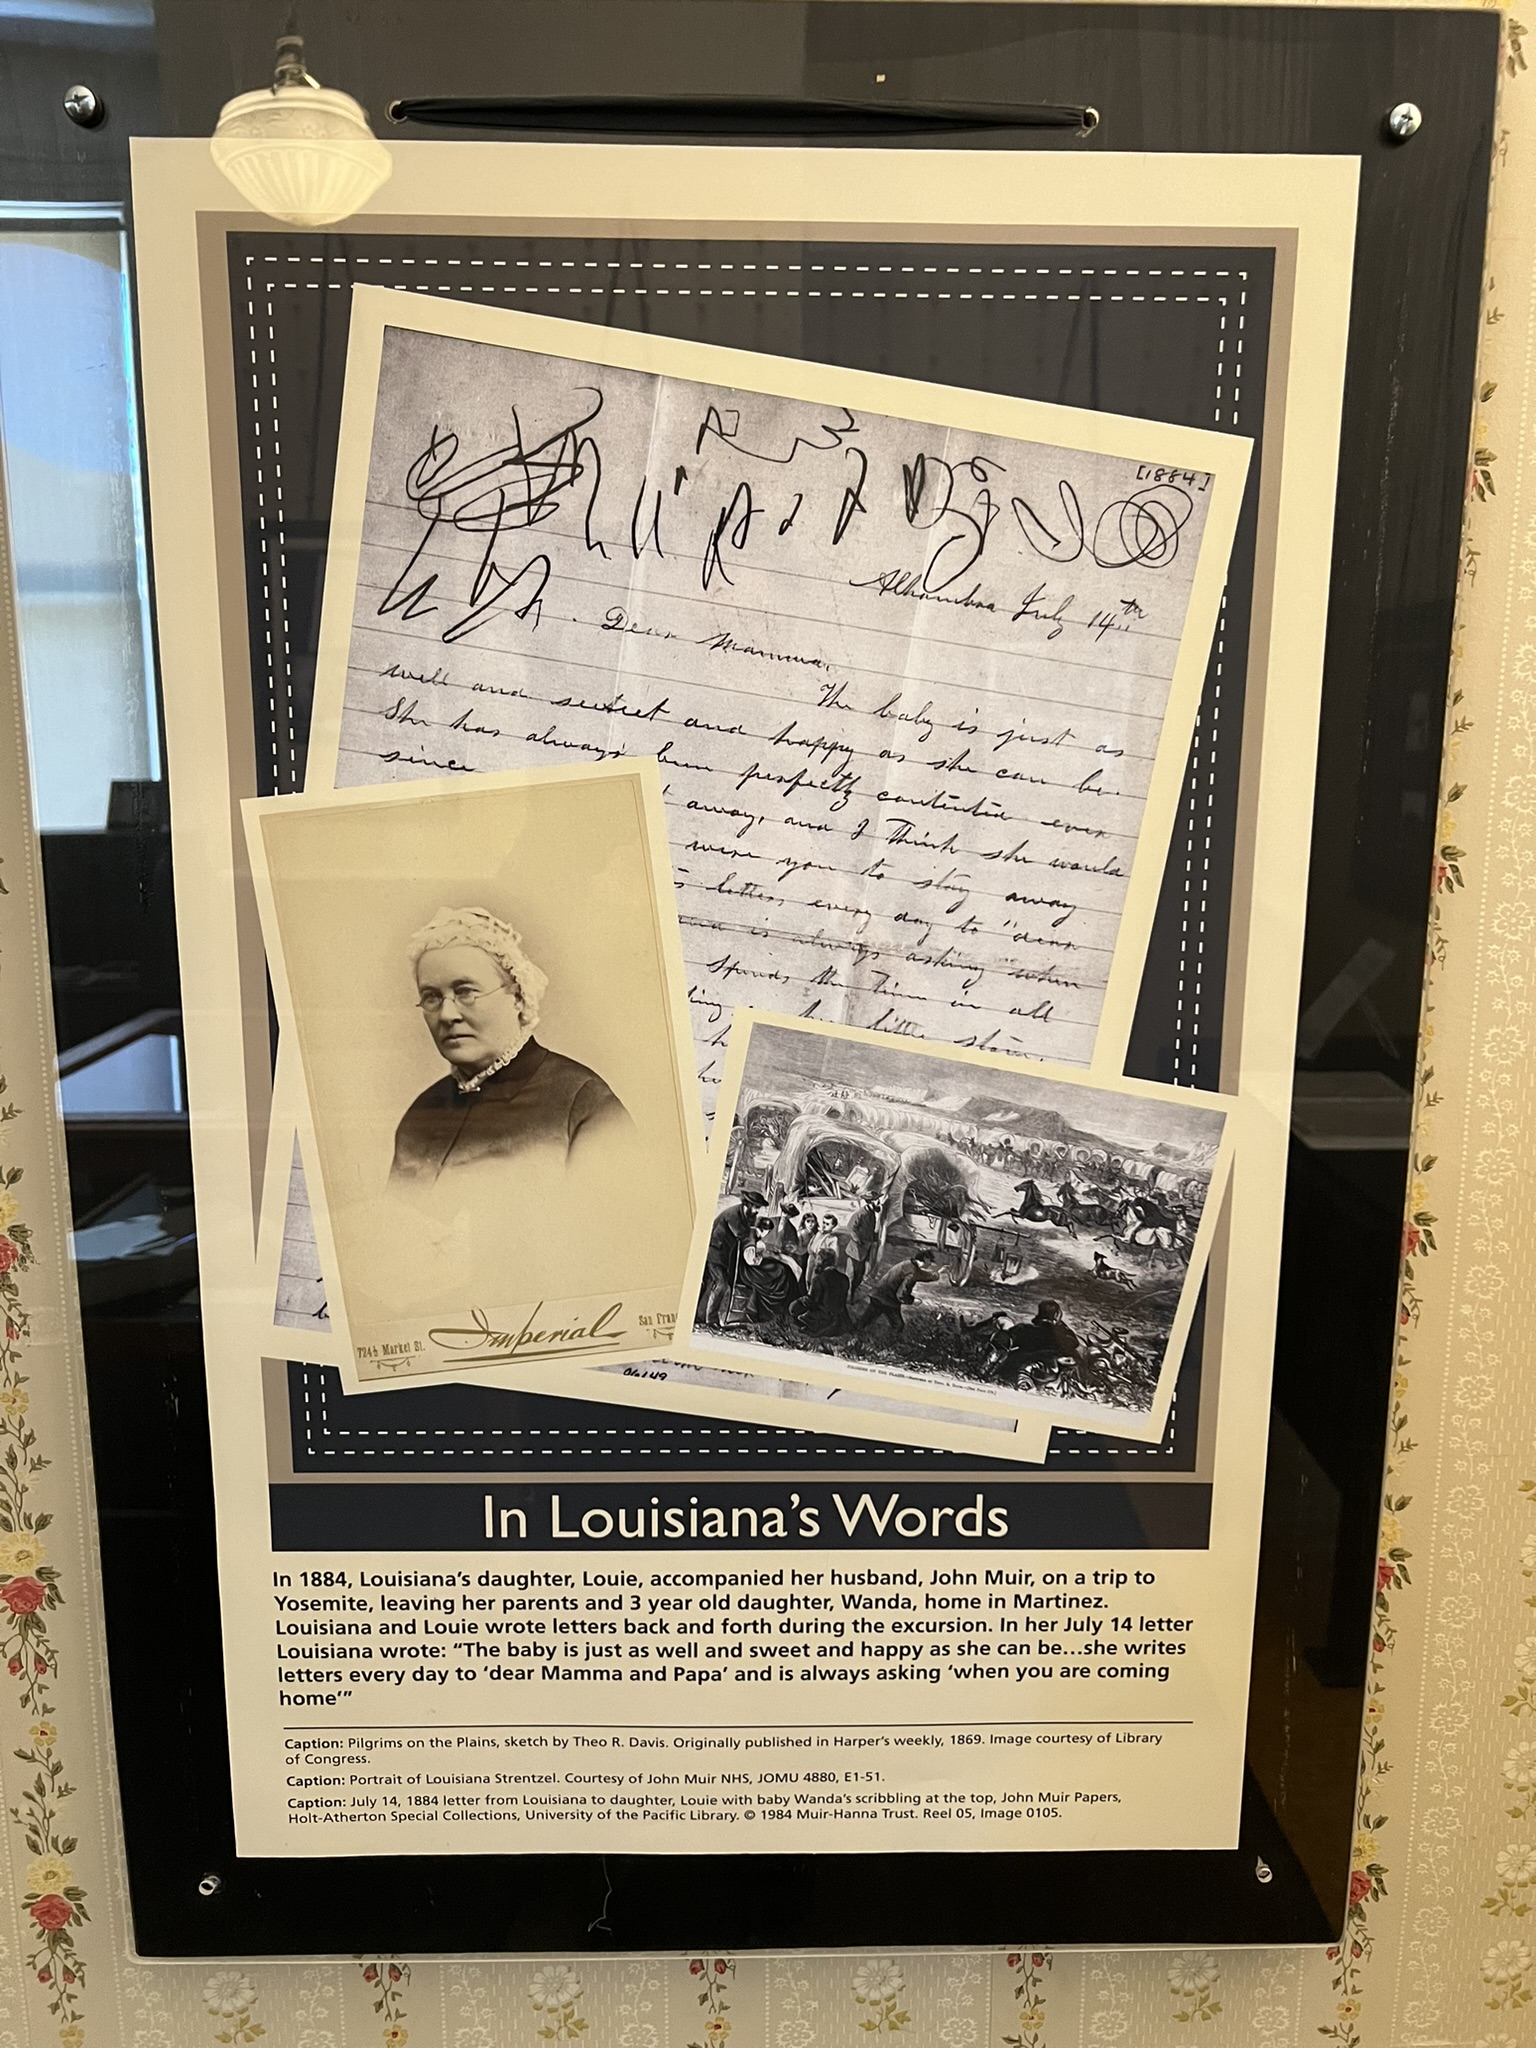 [1884]
Alhambra July 14th
Dear Mamma,
The baby is just as
well and sweet and happy as she can be.
She has always been perfectly contented ever
since
away, and I think she would
were you to stay away
letters every day to "dear
is always asking when
spends the time in all
little
724½ Market St.
Imperial
San Fran
06149
PILGRIMS ON THE PLAINS
In Louisiana's Words
In 1884, Louisiana's daughter, Louie, accompanied her husband, John Muir, on a trip to
Yosemite, leaving her parents and 3 year old daughter, Wanda, home in Martinez.
Louisiana and Louie wrote letters back and forth during the excursion. In her July 14 letter
Louisiana wrote: “The baby is just as well and sweet and happy as she can be...she writes
letters every day to ‘dear Mamma and Papa’ and is always asking ‘when you are coming
home’”
Caption: Pilgrims on the Plains, sketch by Theo R. Davis. Originally published in Harper's weekly, 1869. Image courtesy of Library
of Congress.
Caption: Portrait of Louisiana Strentzel. Courtesy of John Muir NHS, JOMU 4880, E1-51.
Caption: July 14, 1884 letter from Louisiana to daughter, Louie with baby Wanda's scribbling at the top, John Muir Papers,
Holt-Atherton Special Collections, University of the Pacific Library. © 1984 Muir-Hanna Trust. Reel 05, Image 0105.